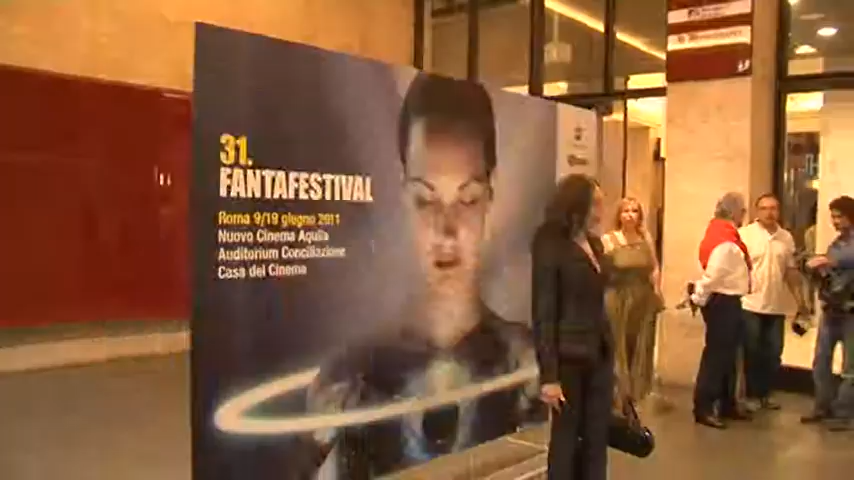 31.
FANTAFESTIVAL
Roma 9/19 giugno 2011
Nuovo Cinema Aquila
Auditorium Conciliazione
Casa del Cinema